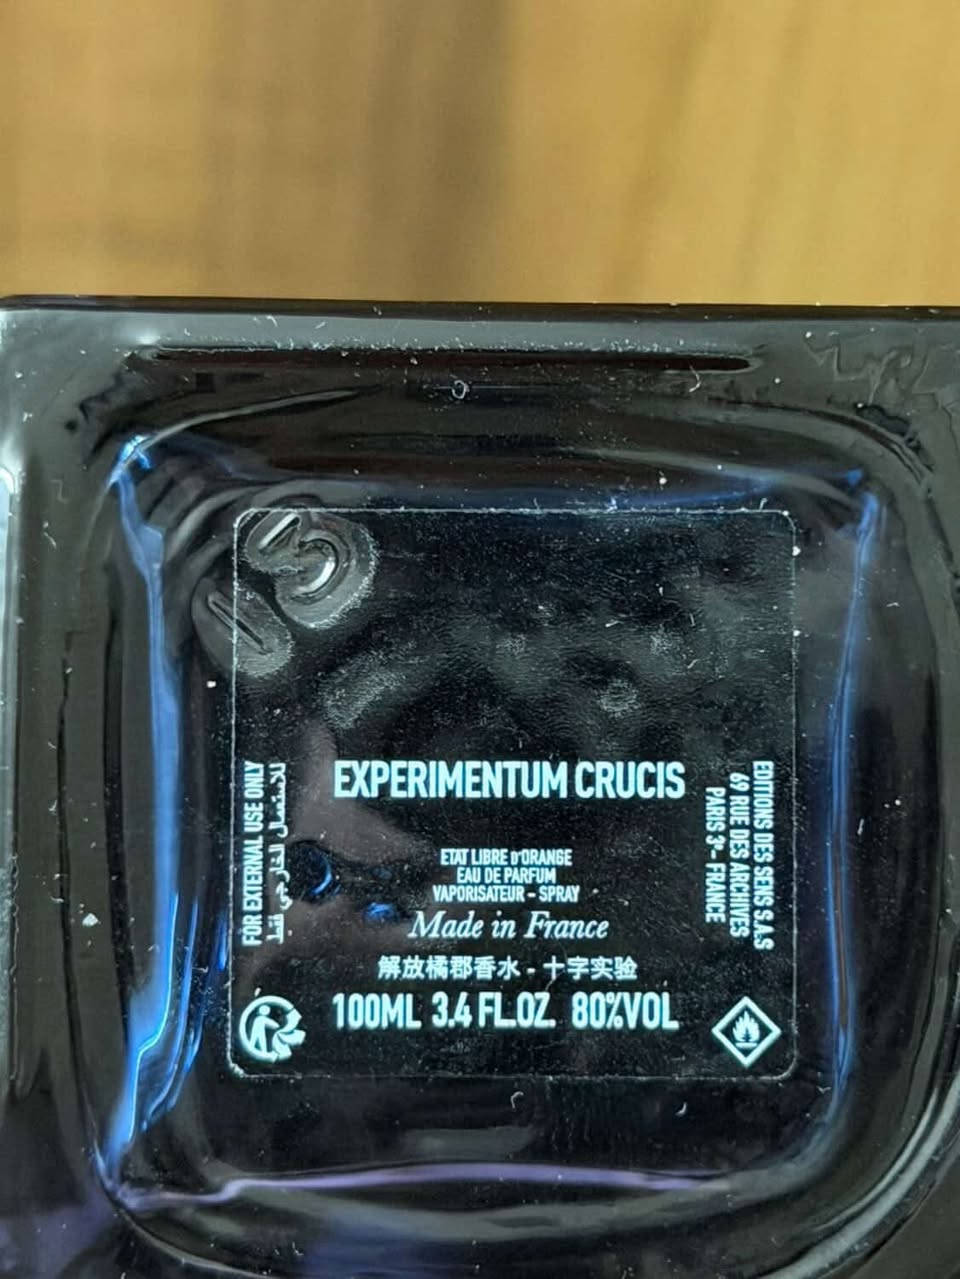 EXPERIMENTUM CRUCIS
ETAT LIBRE D'ORANGE
EAU DE PARFUM
VAPORISATEUR - SPRAY
Made in France
解放橘郡香水 - 十字实验
100ML 3.4 FL.OZ. 80%VOL
FOR EXTERNAL USE ONLY
للاستعمال الخارجي فقط
EDITIONS DES SENS S.A.S
69 RUE DES ARCHIVES
PARIS 3e - FRANCE